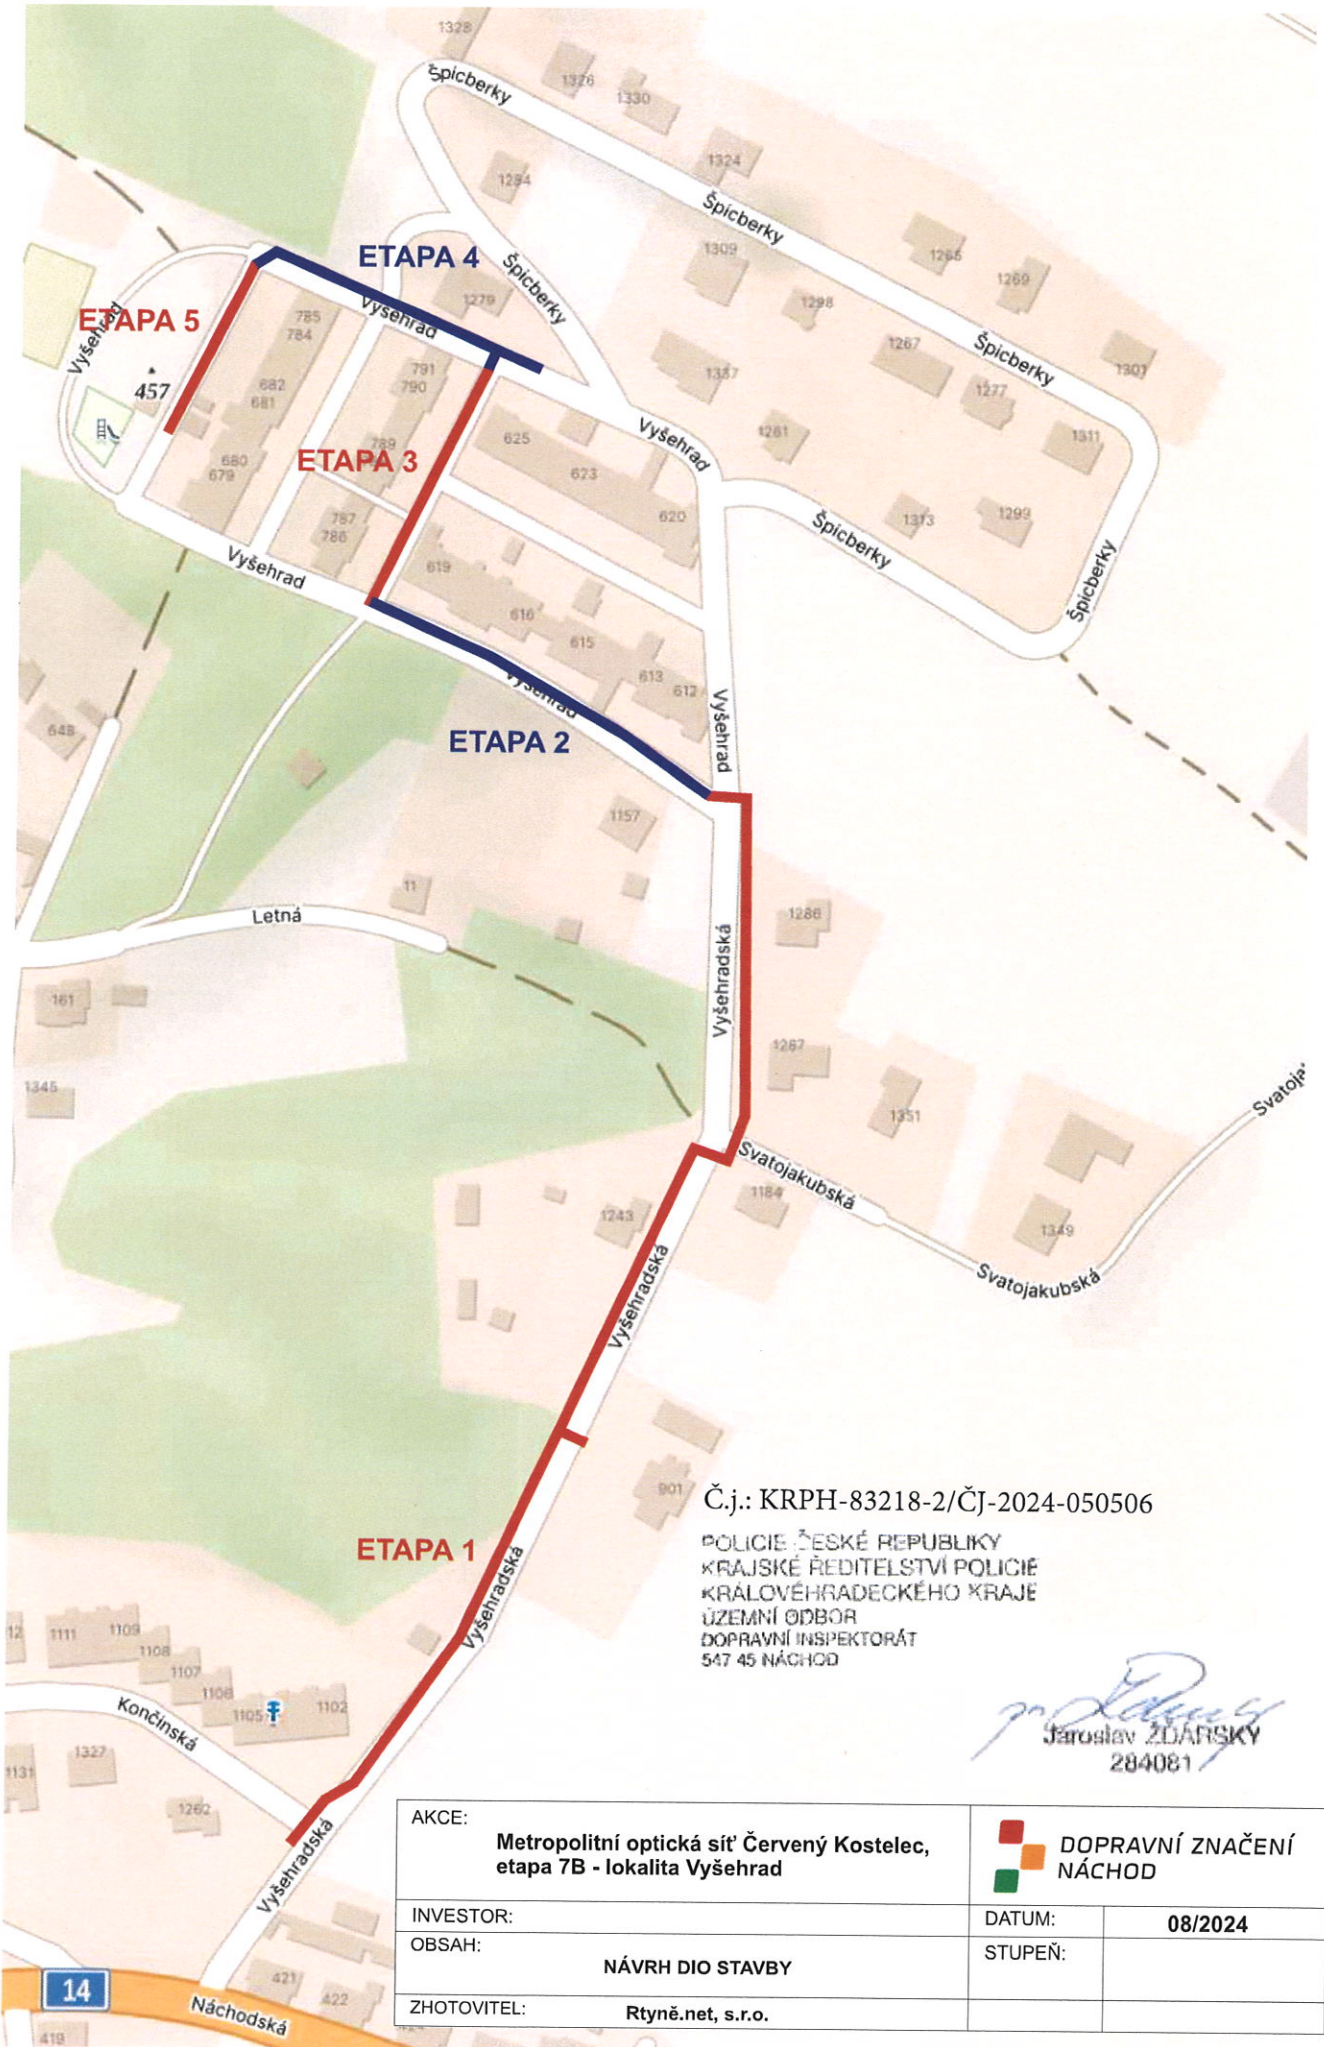 1328
Špicberky
1326
1330
1324
1284
Špicberky
1309
1265
1269
ETAPA 4
Špicberky
1279
1298
Vyšehrad
ETAPA 5
Vyšehrad
785
784
1267
Špicberky
1301
1337
791
790
457
682
681
1277
625
Vyšehrad
1261
1311
789
ETAPA 3
680
679
623
620
787
786
1313
1299
Špicberky
Vyšehrad
619
Špicberky
616
615
613
612
Vyšehrad
648
Vyšehrad
ETAPA 2
1157
11
Letná
1286
Vyšehradská
161
1287
1345
1351
Svatoja
Svatojakubská
1184
1243
1349
Vyšehradská
Svatojakubská
901
Č.j.: KRPH-83218-2/ČJ-2024-050506
POLICIE ČESKÉ REPUBLIKY
KRAJSKÉ ŘEDITELSTVÍ POLICIE
KRÁLOVÉHRADECKÉHO KRAJE
ÚZEMNÍ ODBOR
DOPRAVNÍ INSPEKTORÁT
547 45 NÁCHOD
ETAPA 1
Vyšehradská
12
1111
1109
1108
1107
1106
1105
1102
Končinská
Jaroslav ŽĎÁRSKÝ
284081
1327
1131
1262
Vyšehradská
AKCE:
Metropolitní optická síť Červený Kostelec,
etapa 7B - lokalita Vyšehrad
DOPRAVNÍ ZNAČENÍ
NÁCHOD
INVESTOR:
DATUM:
08/2024
OBSAH:
NÁVRH DIO STAVBY
STUPEŇ:
ZHOTOVITEL:
Rtyně.net, s.r.o.
421
422
14
Náchodská
419